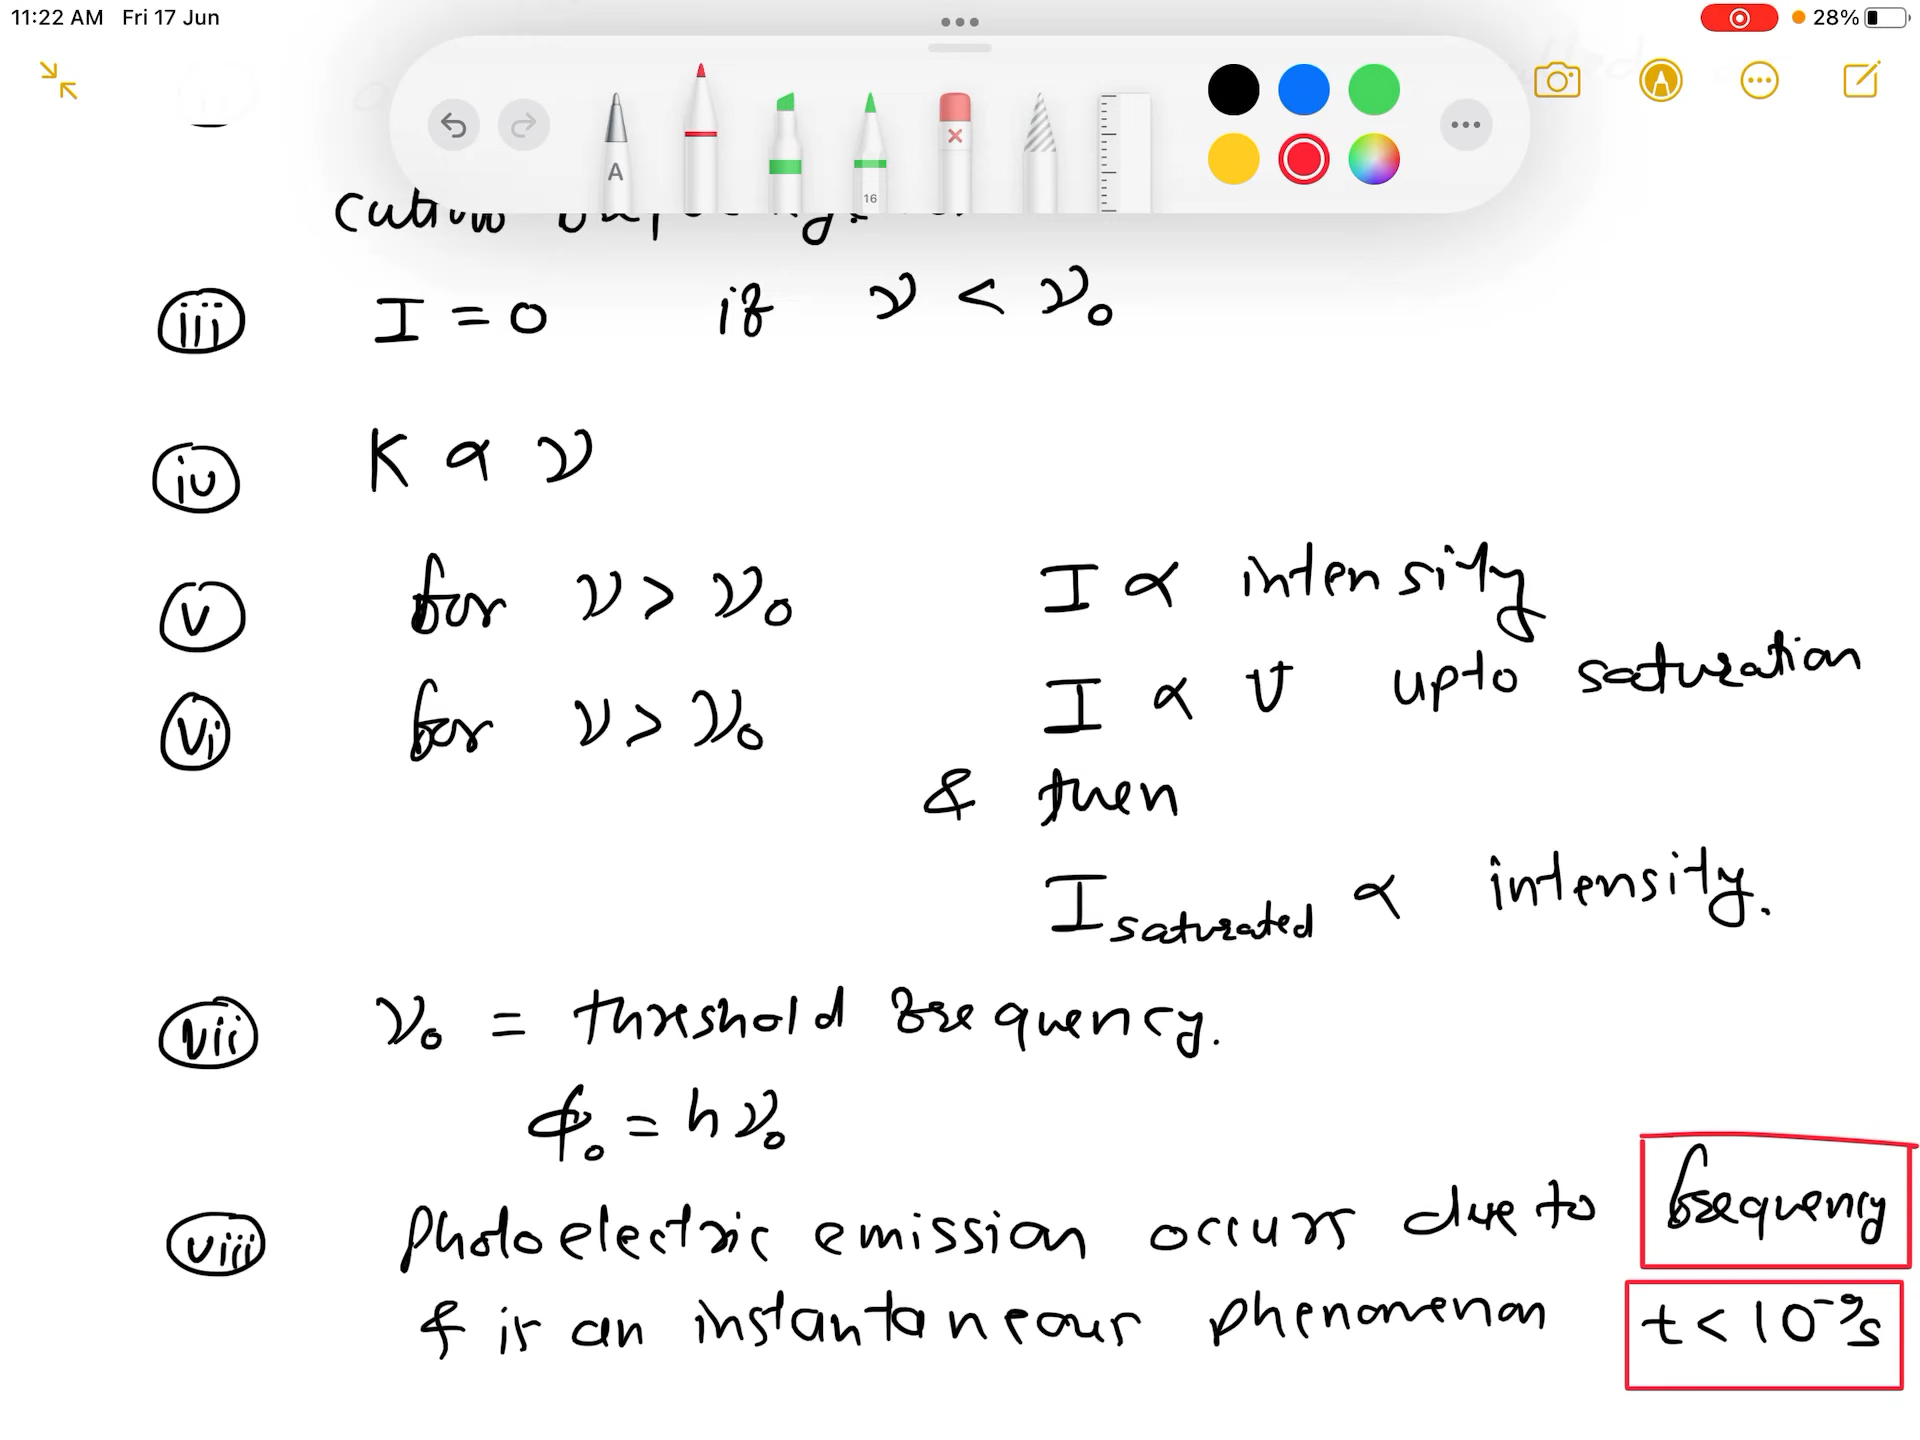 11:22 AM Fri 17 Jun
28%
A
16
iii I = 0 if ν < ν₀
iv K α ν
v for ν > ν₀ I α intensity
vi for ν > ν₀ I α V upto saturation
& then
I saturated α intensity.
vii ν₀ = threshold frequency.
ϕ₀ = hν₀
viii Photoelectric emission occurs due to frequency
& is an instantaneous phenomenon t < 10⁻⁹s